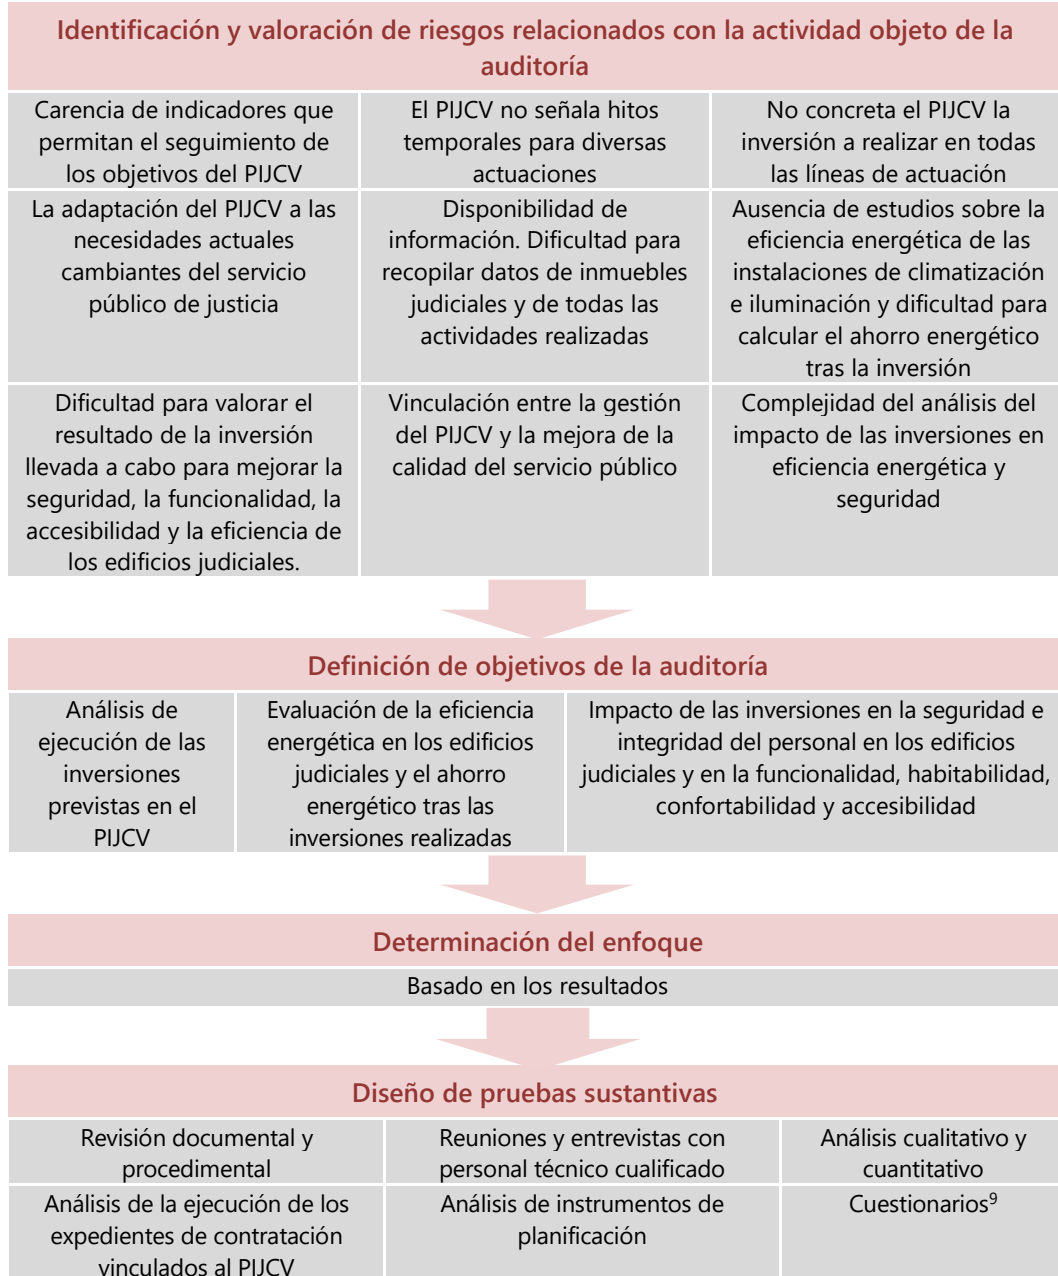 Identificación y valoración de riesgos relacionados con la actividad objeto de la
auditoría
Carencia de indicadores que
permitan el seguimiento de
los objetivos del PIJCV
El PIJCV no señala hitos
temporales para diversas
actuaciones
No concreta el PIJCV la
inversión a realizar en todas
las líneas de actuación
La adaptación del PIJCV a las
necesidades actuales
cambiantes del servicio
público de justicia
Disponibilidad de
información. Dificultad para
recopilar datos de inmuebles
judiciales y de todas las
actividades realizadas
Ausencia de estudios sobre la
eficiencia energética de las
instalaciones de climatización
e iluminación y dificultad para
calcular el ahorro energético
tras la inversión
Dificultad para valorar el
resultado de la inversión
llevada a cabo para mejorar la
seguridad, la funcionalidad, la
accesibilidad y la eficiencia de
los edificios judiciales.
Vinculación entre la gestión
del PIJCV y la mejora de la
calidad del servicio público
Complejidad del análisis del
impacto de las inversiones en
eficiencia energética y
seguridad
Definición de objetivos de la auditoría
Análisis de
ejecución de las
inversiones
previstas en el
PIJCV
Evaluación de la eficiencia
energética en los edificios
judiciales y el ahorro
energético tras las
inversiones realizadas
Impacto de las inversiones en la seguridad e
integridad del personal en los edificios
judiciales y en la funcionalidad, habitabilidad,
confortabilidad y accesibilidad
Determinación del enfoque
Basado en los resultados
Diseño de pruebas sustantivas
Revisión documental y
procedimental
Reuniones y entrevistas con
personal técnico cualificado
Análisis cualitativo y
cuantitativo
Análisis de la ejecución de los
expedientes de contratación
vinculados al PIJCV
Análisis de instrumentos de
planificación
Cuestionarios⁹